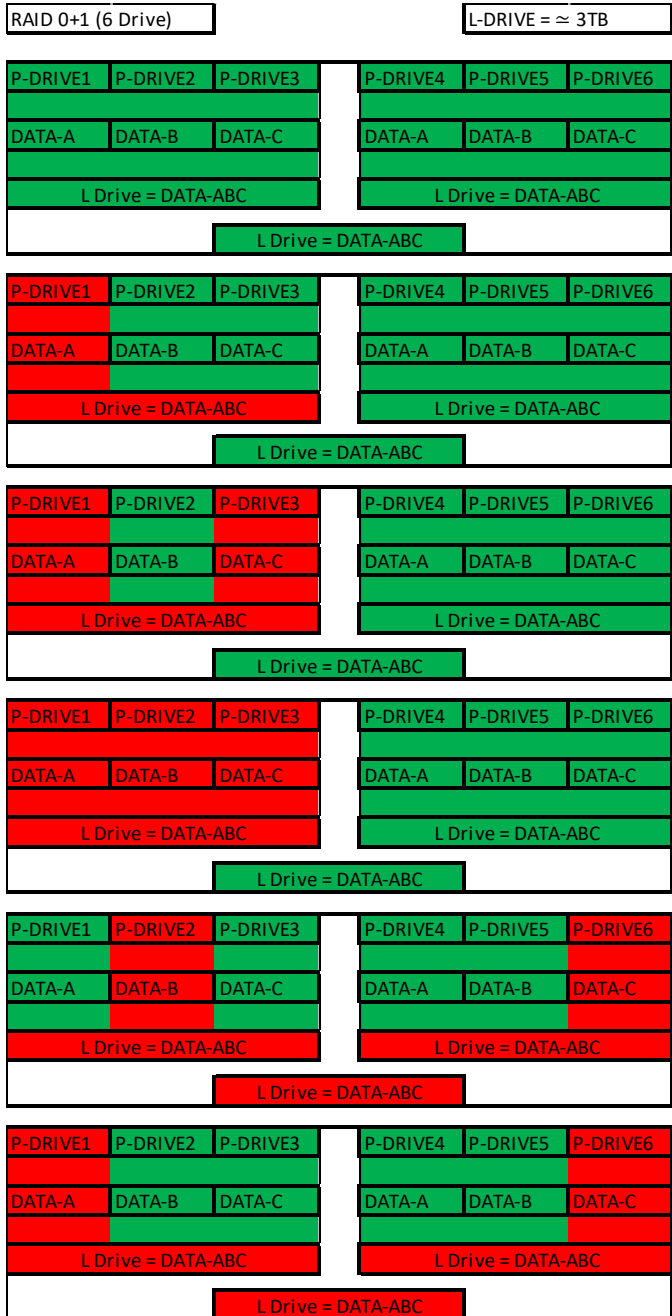 RAID 0+1 (6 Drive) L-DRIVE = ≃ 3TB
P-DRIVE1 P-DRIVE2 P-DRIVE3 P-DRIVE4 P-DRIVE5 P-DRIVE6
DATA-A DATA-B DATA-C DATA-A DATA-B DATA-C
L Drive = DATA-ABC L Drive = DATA-ABC
L Drive = DATA-ABC
P-DRIVE1 P-DRIVE2 P-DRIVE3 P-DRIVE4 P-DRIVE5 P-DRIVE6
DATA-A DATA-B DATA-C DATA-A DATA-B DATA-C
L Drive = DATA-ABC L Drive = DATA-ABC
L Drive = DATA-ABC
P-DRIVE1 P-DRIVE2 P-DRIVE3 P-DRIVE4 P-DRIVE5 P-DRIVE6
DATA-A DATA-B DATA-C DATA-A DATA-B DATA-C
L Drive = DATA-ABC L Drive = DATA-ABC
L Drive = DATA-ABC
P-DRIVE1 P-DRIVE2 P-DRIVE3 P-DRIVE4 P-DRIVE5 P-DRIVE6
DATA-A DATA-B DATA-C DATA-A DATA-B DATA-C
L Drive = DATA-ABC L Drive = DATA-ABC
L Drive = DATA-ABC
P-DRIVE1 P-DRIVE2 P-DRIVE3 P-DRIVE4 P-DRIVE5 P-DRIVE6
DATA-A DATA-B DATA-C DATA-A DATA-B DATA-C
L Drive = DATA-ABC L Drive = DATA-ABC
L Drive = DATA-ABC
P-DRIVE1 P-DRIVE2 P-DRIVE3 P-DRIVE4 P-DRIVE5 P-DRIVE6
DATA-A DATA-B DATA-C DATA-A DATA-B DATA-C
L Drive = DATA-ABC L Drive = DATA-ABC
L Drive = DATA-ABC